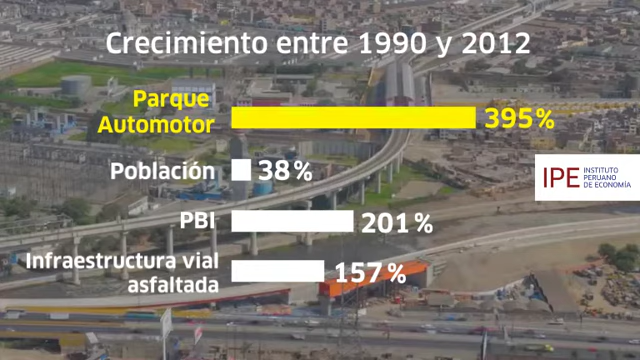 Crecimiento entre 1990 y 2012
Parque
Automotor
395%
Población
38%
IPE
INSTITUTO
PERUANO
DE ECONOMÍA
PBI
201%
Infraestructura vial
asfaltada
157%